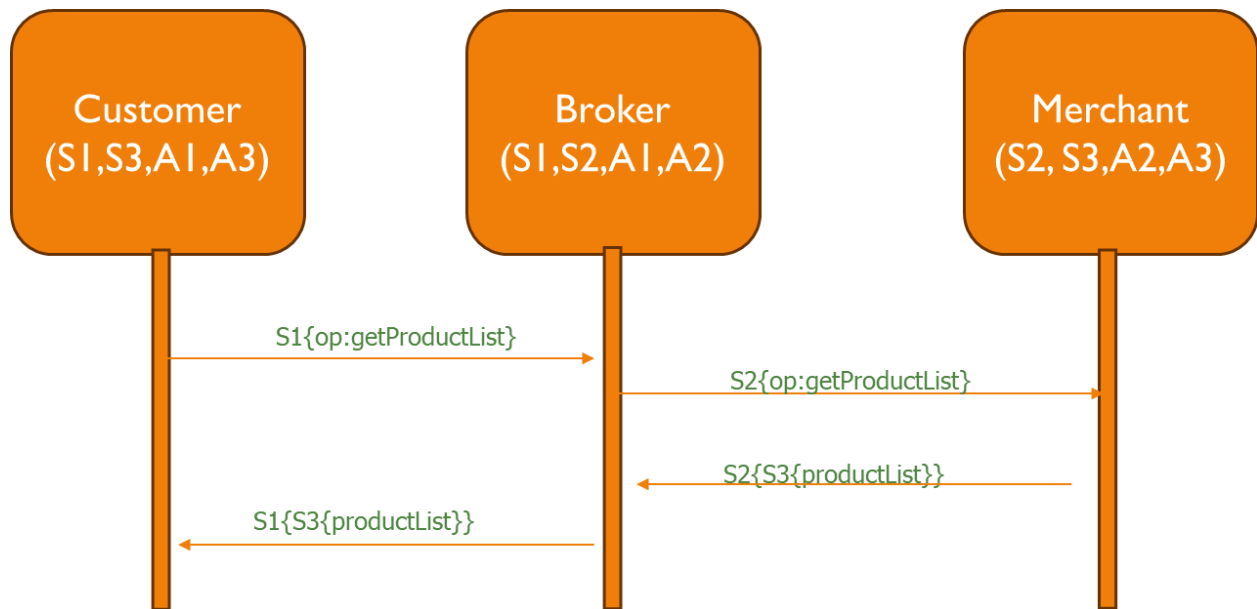 Customer
(S1,S3,A1,A3)
Broker
(S1,S2,A1,A2)
Merchant
(S2, S3,A2,A3)
S1{op:getProductList}
S2{op:getProductList}
S2{S3{productList}}
S1{S3{productList}}